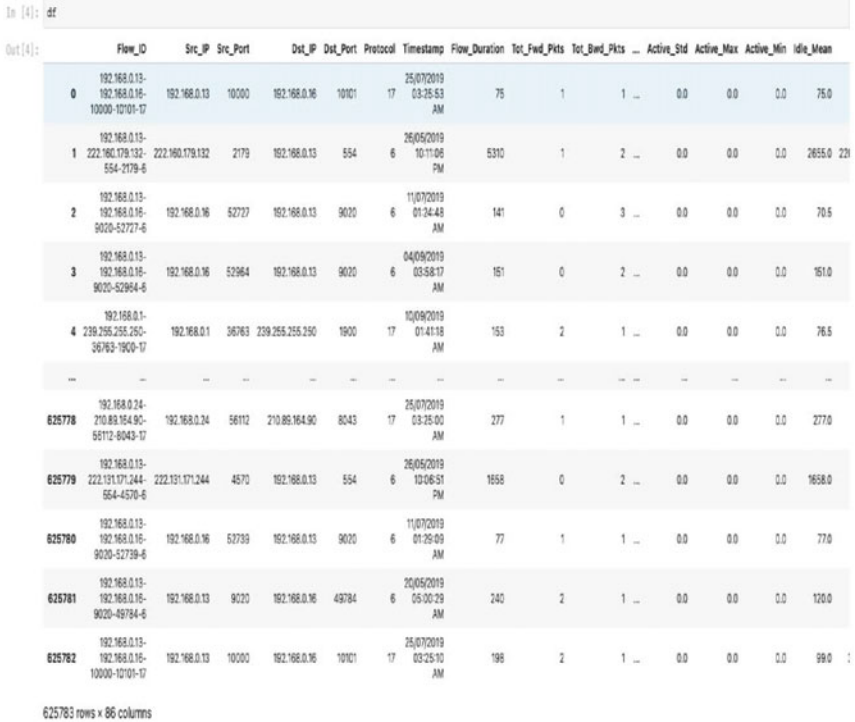 In [4]: df
Out[4]:
Flow_ID Src_IP Src_Port Dst_IP Dst_Port Protocol Timestamp Flow_Duration Tot_Fwd_Pkts Tot_Bwd_Pkts ... Active_Std Active_Max Active_Min Idle_Mean
192.168.0.13- 25/07/2019
0 192.168.0.16- 192.168.0.13 10000 192.168.0.16 10101 17 03:25:53 75 1 1 ... 0.0 0.0 0.0 75.0
10000-10101-17 AM
192.168.0.13- 26/05/2019
1 222.160.179.132- 222.160.179.132 2179 192.168.0.13 554 6 10:11:06 5310 1 2 ... 0.0 0.0 0.0 2655.0
554-2179-6 PM
192.168.0.13- 11/07/2019
2 192.168.0.16- 192.168.0.16 52727 192.168.0.13 9020 6 01:24:48 141 0 3 ... 0.0 0.0 0.0 70.5
9020-52727-6 AM
192.168.0.13- 04/09/2019
3 192.168.0.16- 192.168.0.16 52964 192.168.0.13 9020 6 03:58:17 151 0 2 ... 0.0 0.0 0.0 151.0
9020-52964-6 AM
192.168.0.1- 10/09/2019
4 239.255.255.250- 192.168.0.1 36763 239.255.255.250 1900 17 01:41:18 153 2 1 ... 0.0 0.0 0.0 76.5
36763-1900-17 AM
... ... ... ... ... ... ... ... ... ... ... ... ... ... ... ...
192.168.0.24- 25/07/2019
625778 210.89.164.90- 192.168.0.24 56112 210.89.164.90 8043 17 03:25:00 277 1 1 ... 0.0 0.0 0.0 277.0
56112-8043-17 AM
192.168.0.13- 26/05/2019
625779 222.131.171.244- 222.131.171.244 4570 192.168.0.13 554 6 10:06:51 1658 0 2 ... 0.0 0.0 0.0 1658.0
554-4570-6 PM
192.168.0.13- 11/07/2019
625780 192.168.0.16- 192.168.0.16 52739 192.168.0.13 9020 6 01:29:09 77 1 1 ... 0.0 0.0 0.0 77.0
9020-52739-6 AM
192.168.0.13- 20/05/2019
625781 192.168.0.16- 192.168.0.13 9020 192.168.0.16 49784 6 05:00:29 240 2 1 ... 0.0 0.0 0.0 120.0
9020-49784-6 AM
192.168.0.13- 25/07/2019
625782 192.168.0.16- 192.168.0.13 10000 192.168.0.16 10101 17 03:25:10 198 2 1 ... 0.0 0.0 0.0 99.0
10000-10101-17 AM
625783 rows × 86 columns